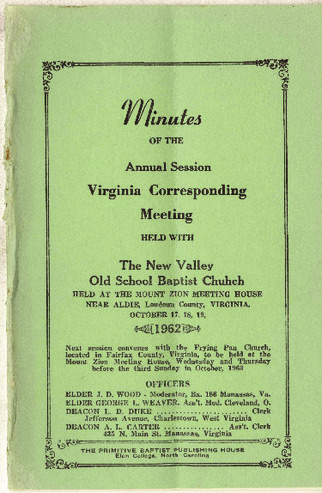 Minutes
OF THE
Annual Session
Virginia Corresponding
Meeting
HELD WITH
The New Valley
Old School Baptist Chuhch
HELD AT THE MOUNT ZION MEETING HOUSE
NEAR ALDIE, Loudoun County, VIRGINIA.
OCTOBER 17, 18, 19,
1962
Next session convenes with the Frying Pan Church,
located in Fairfax County, Virginia, to be held at the
Mount Zion Meeting House, Wednesday and Thursday
before the third Sunday in October, 1963
OFFICERS
ELDER J. D. WOOD - Moderator, Bx. 186 Manassas, Va.
ELDER GEORGE L. WEAVER, Ass't. Mod. Cleveland, O.
DEACON L. D. DUKE .................... Clerk
Jefferson Avenue, Charlestown, West Virginia
DEACON A. L. CARTER .............. Ass't. Clerk
435 N. Main St. Manassas, Virginia
THE PRIMITIVE BAPTIST PUBLISHING HOUSE
Elon College, North Carolina